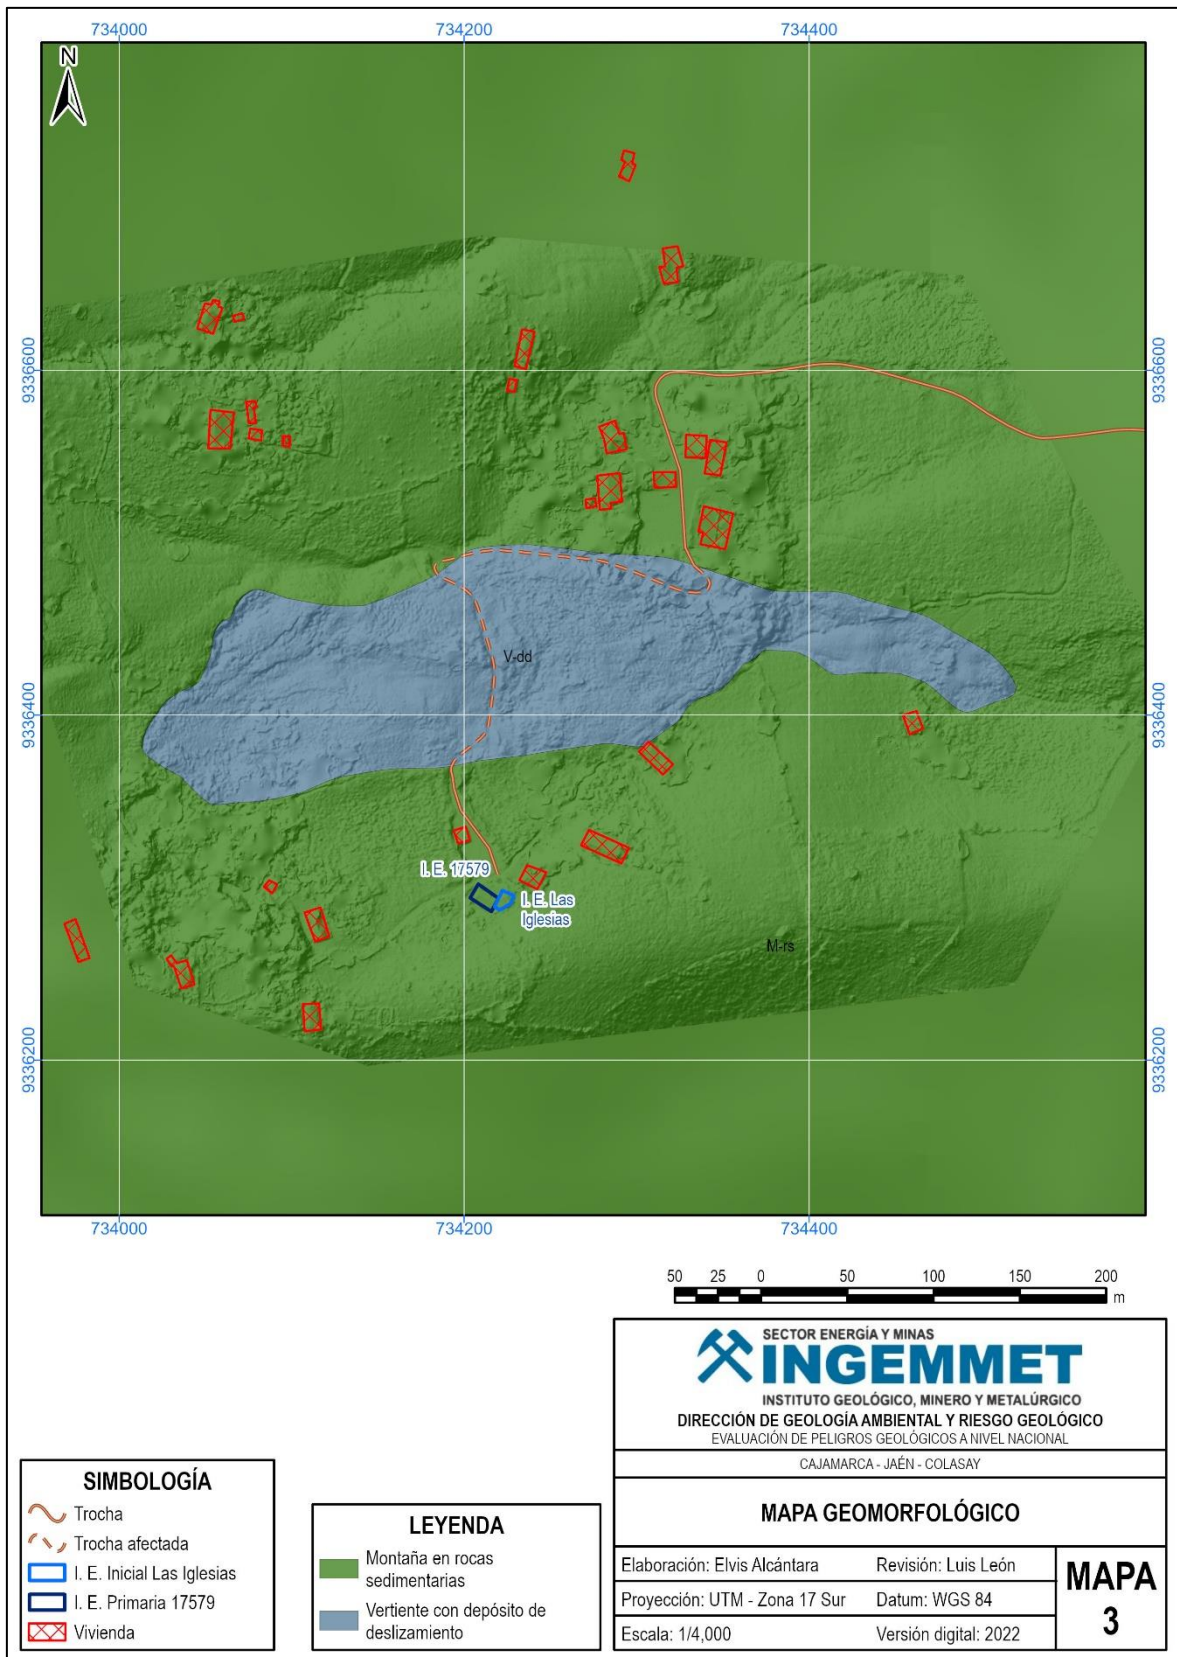 734000
734200
734400
N
9336600
9336600
V-dd
9336400
9336400
I. E. 17579
I. E. Las
Iglesias
M-rs
9336200
9336200
734000
734200
734400
50 25 0 50 100 150 200
m
SECTOR ENERGÍA Y MINAS
INGEMMET
INSTITUTO GEOLÓGICO, MINERO Y METALÚRGICO
DIRECCIÓN DE GEOLOGÍA AMBIENTAL Y RIESGO GEOLÓGICO
EVALUACIÓN DE PELIGROS GEOLÓGICOS A NIVEL NACIONAL
CAJAMARCA - JAÉN - COLASAY
MAPA GEOMORFOLÓGICO
Elaboración: Elvis Alcántara
Revisión: Luis León
Proyección: UTM - Zona 17 Sur
Datum: WGS 84
Escala: 1/4,000
Versión digital: 2022
MAPA
3
SIMBOLOGÍA
Trocha
Trocha afectada
I. E. Inicial Las Iglesias
I. E. Primaria 17579
Vivienda
LEYENDA
Montaña en rocas
sedimentarias
Vertiente con depósito de
deslizamiento